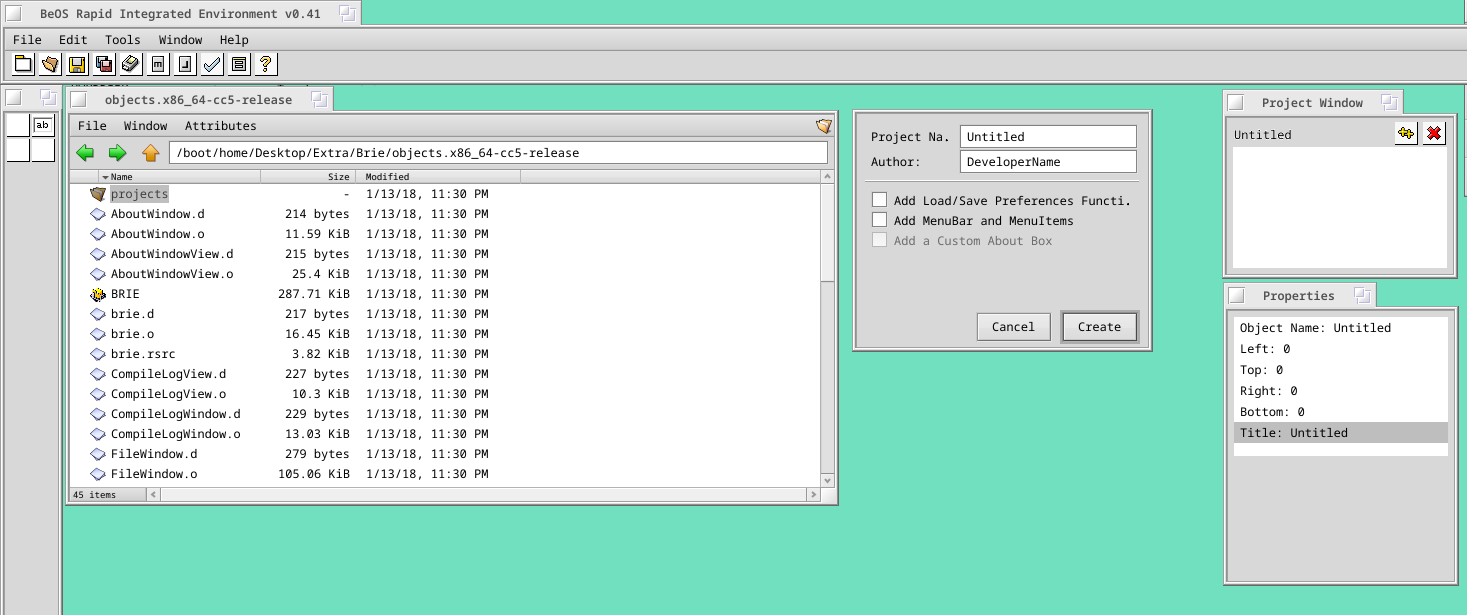 BeOS Rapid Integrated Environment v0.41
File Edit Tools Window Help
m
?
ab
objects.x86_64-cc5-release
File Window Attributes
/boot/home/Desktop/Extra/Brie/objects.x86_64-cc5-release
Name Size Modified
projects - 1/13/18, 11:30 PM
AboutWindow.d 214 bytes 1/13/18, 11:30 PM
AboutWindow.o 11.59 KiB 1/13/18, 11:30 PM
AboutWindowView.d 215 bytes 1/13/18, 11:30 PM
AboutWindowView.o 25.4 KiB 1/13/18, 11:30 PM
BRIE 287.71 KiB 1/13/18, 11:30 PM
brie.d 217 bytes 1/13/18, 11:30 PM
brie.o 16.45 KiB 1/13/18, 11:30 PM
brie.rsrc 3.82 KiB 1/13/18, 11:30 PM
CompileLogView.d 227 bytes 1/13/18, 11:30 PM
CompileLogView.o 10.3 KiB 1/13/18, 11:30 PM
CompileLogWindow.d 229 bytes 1/13/18, 11:30 PM
CompileLogWindow.o 13.03 KiB 1/13/18, 11:30 PM
FileWindow.d 279 bytes 1/13/18, 11:30 PM
FileWindow.o 105.06 KiB 1/13/18, 11:30 PM
45 items
Project Na. Untitled
Author: DeveloperName
Add Load/Save Preferences Functi.
Add MenuBar and MenuItems
Add a Custom About Box
Cancel Create
Project Window
Untitled
Properties
Object Name: Untitled
Left: 0
Top: 0
Right: 0
Bottom: 0
Title: Untitled